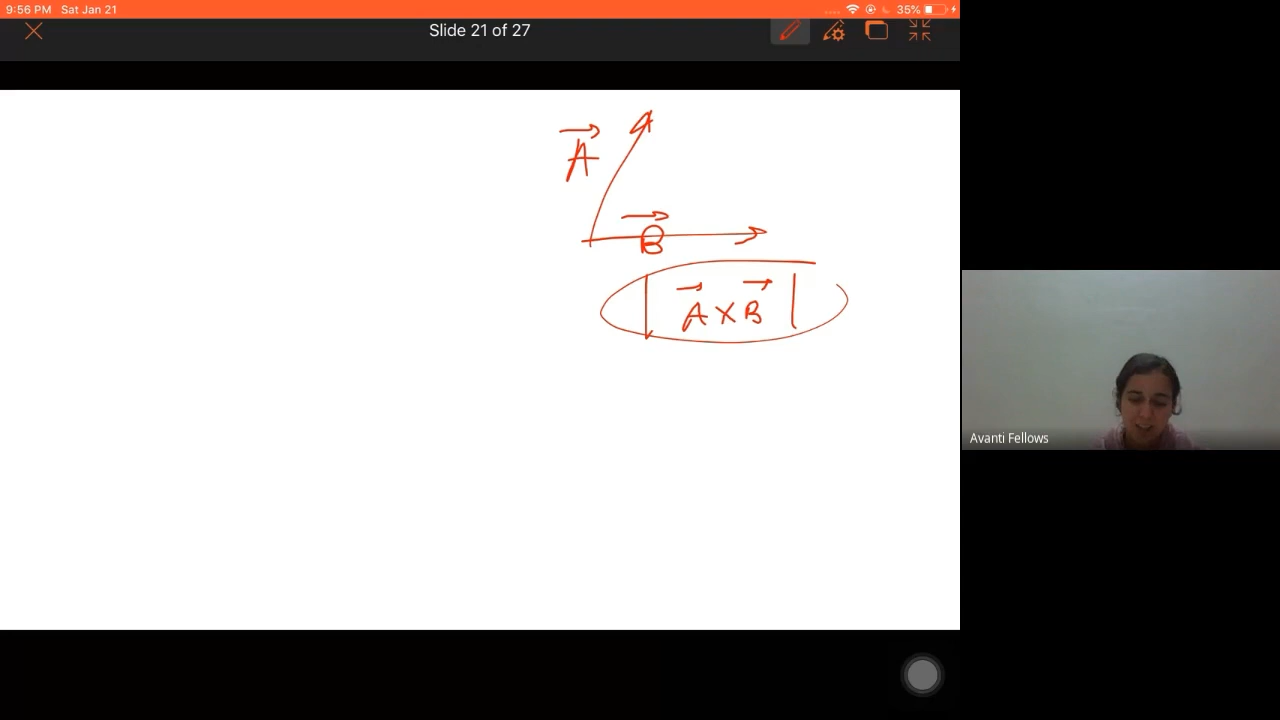 9:56 PM Sat Jan 21
35%
Slide 21 of 27
A
B
| A X B |
Avanti Fellows